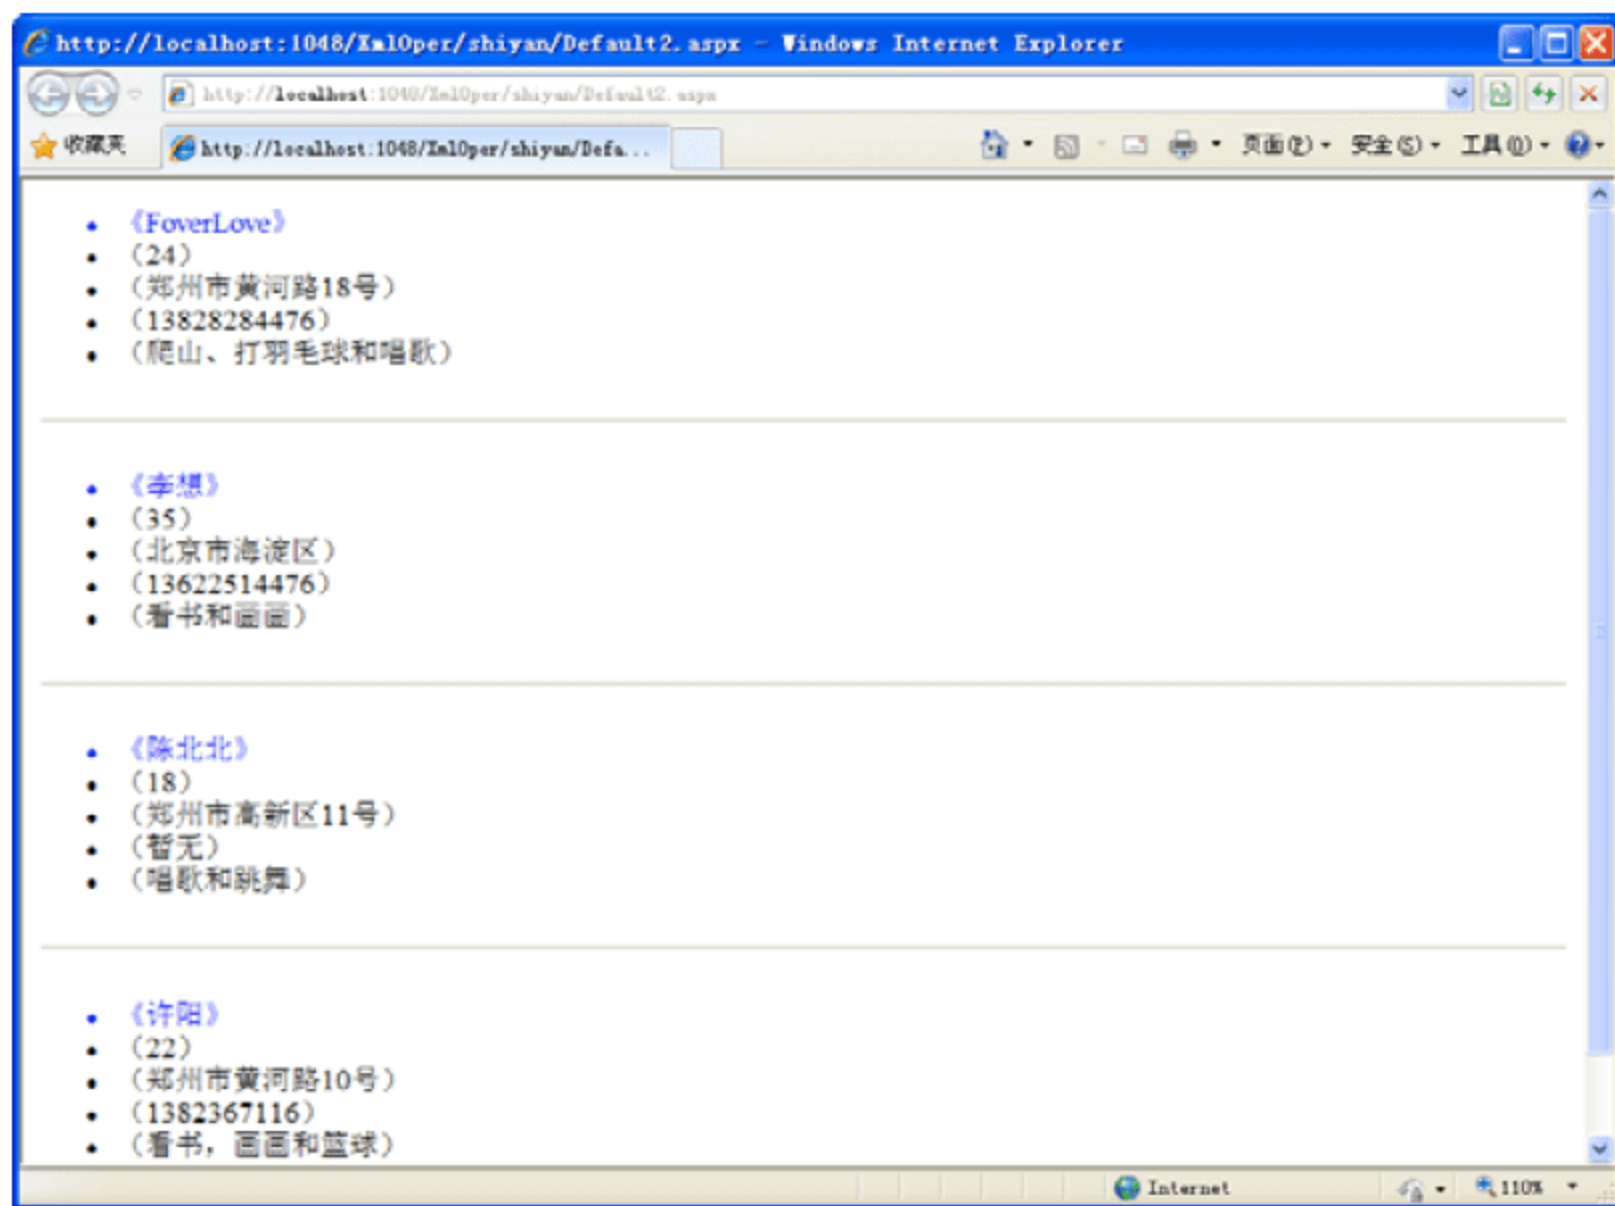 http://localhost:1048/XmlOper/shiyan/Default2.aspx - Windows Internet Explorer
http://localhost:1048/XmlOper/shiyan/Default2.aspx
收藏夹 http://localhost:1048/XmlOper/shiyan/Defa... 页面(P) 安全(S) 工具(O)
《FoverLove》
（24）
（郑州市黄河路18号）
（13828284476）
（爬山、打羽毛球和唱歌）
《李想》
（35）
（北京市海淀区）
（13622514476）
（看书和画画）
《陈北北》
（18）
（郑州市高新区11号）
（暂无）
（唱歌和跳舞）
《许阳》
（22）
（郑州市黄河路10号）
（1382367116）
（看书，画画和篮球）
Internet 110%